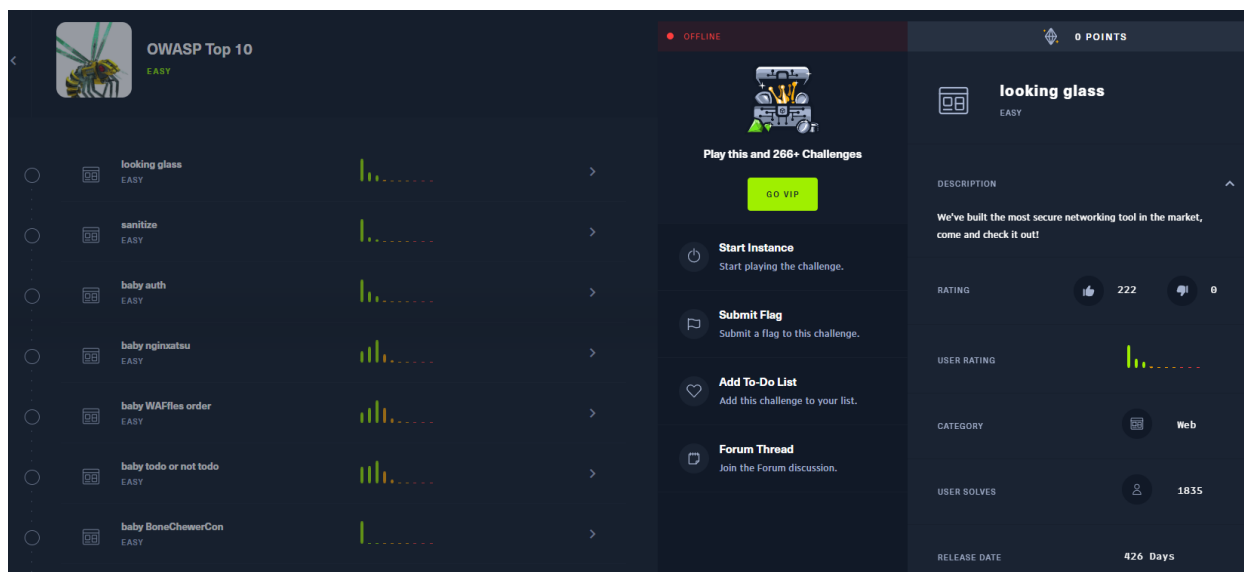 OWASP Top 10
EASY
looking glass
EASY
sanitize
EASY
baby auth
EASY
baby nginxatsu
EASY
baby WAFfles order
EASY
baby todo or not todo
EASY
baby BoneChewerCon
EASY
OFFLINE
Play this and 266+ Challenges
GO VIP
Start Instance
Start playing the challenge.
Submit Flag
Submit a flag to this challenge.
Add To-Do List
Add this challenge to your list.
Forum Thread
Join the Forum discussion.
0 POINTS
looking glass
EASY
DESCRIPTION
We've built the most secure networking tool in the market,
come and check it out!
RATING 222 0
USER RATING
CATEGORY Web
USER SOLVES 1835
RELEASE DATE 426 Days